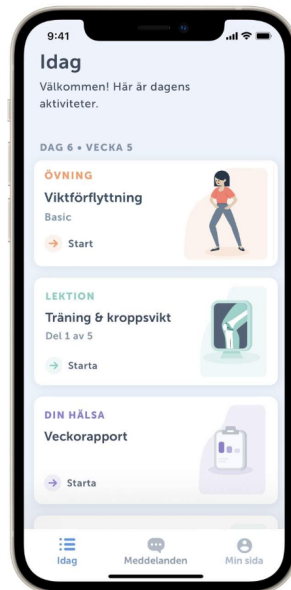 9:41
Idag
Välkommen! Här är dagens
aktiviteter.
DAG 6 • VECKA 5
ÖVNING
Viktförflyttning
Basic
Start
LEKTION
Träning & kroppsvikt
Del 1 av 5
Starta
DIN HÄLSA
Veckorapport
Starta
Idag
Meddelanden
Min sida